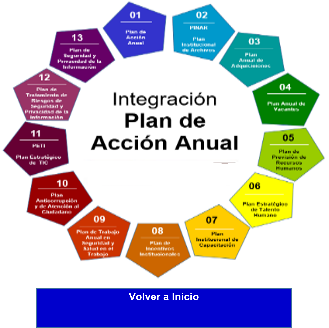 01
Plan de
Acción
Anual
02
PINAR
Plan
Institucional
de Archivos
03
Plan
Anual de
Adquisiciones
04
Plan Anual de
Vacantes
05
Plan de
Previsión de
Recursos
Humanos
06
Plan Estratégico
de Talento
Humano
07
Plan
Institucional de
Capacitación
08
Plan de
Incentivos
Institucionales
09
Plan de Trabajo
Anual en
Seguridad y
Salud en el
Trabajo
10
Plan
Anticorrupción
y de Atención al
Ciudadano
11
PETI
Plan Estratégico
de TIC
12
Plan de
Tratamiento de
Riesgos de
Seguridad y
Privacidad de la
Información
13
Plan de
Seguridad y
Privacidad de la
Información
Integración
Plan de
Acción Anual
Volver a Inicio